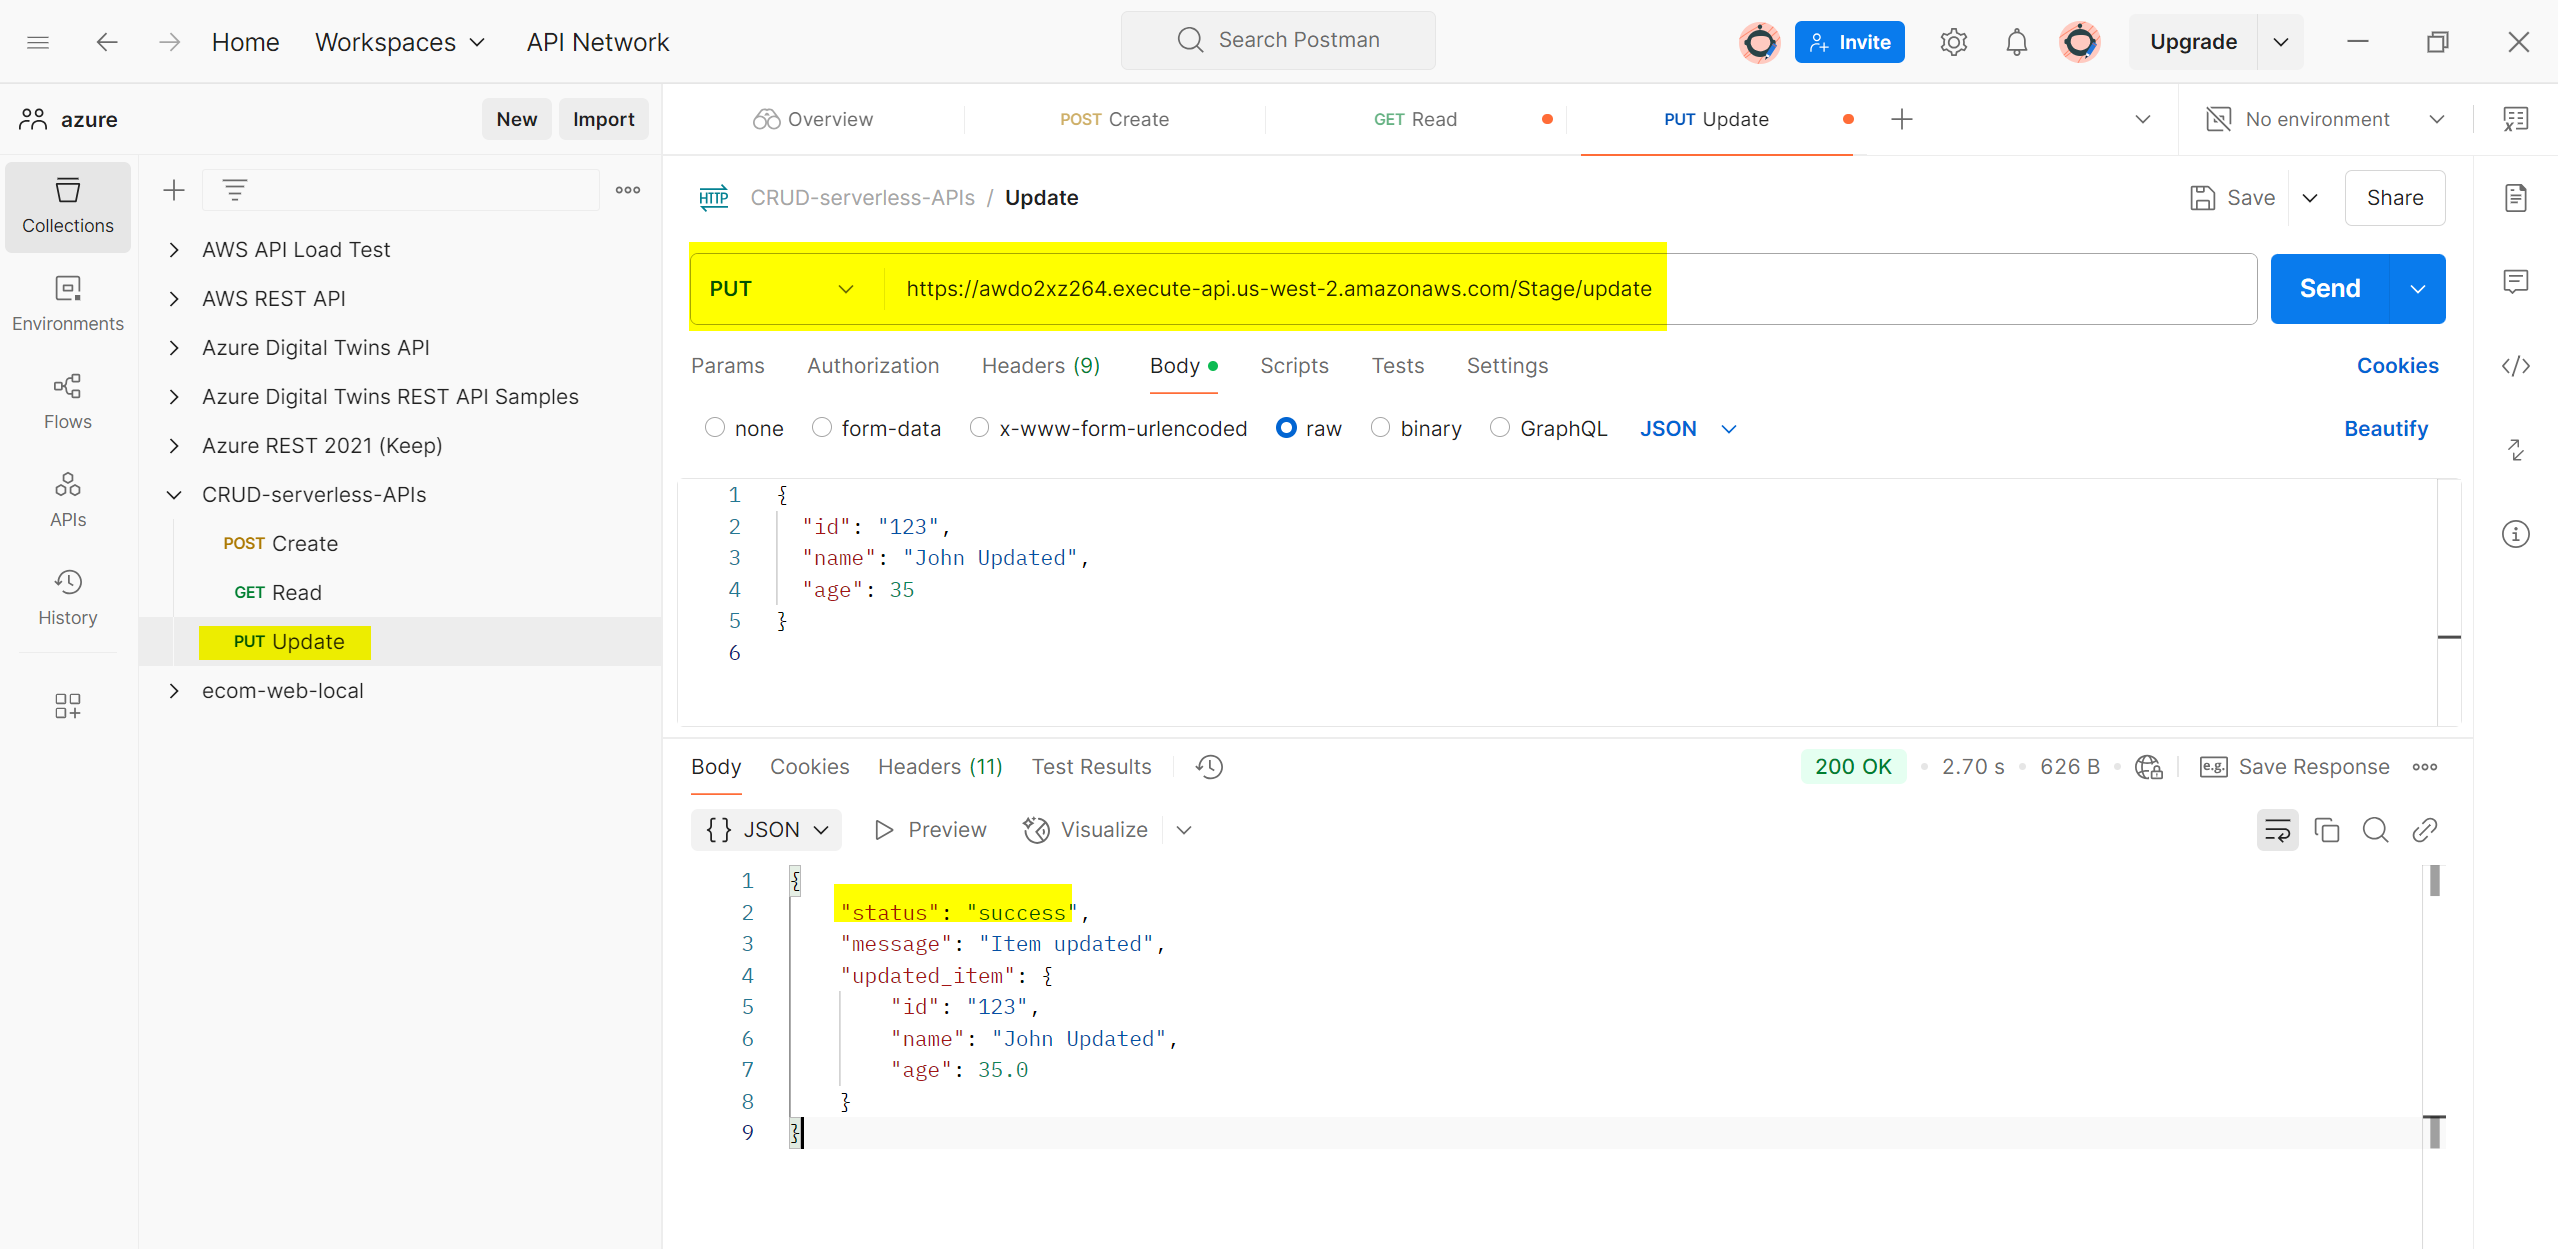 Home Workspaces API Network Search Postman Invite Upgrade
azure New Import Overview POST Create GET Read PUT Update No environment
Collections
Environments
Flows
APIs
History
AWS API Load Test
AWS REST API
Azure Digital Twins API
Azure Digital Twins REST API Samples
Azure REST 2021 (Keep)
CRUD-serverless-APIs
POST Create
GET Read
PUT Update
ecom-web-local
HTTP CRUD-serverless-APIs / Update Save Share
PUT https://awdo2xz264.execute-api.us-west-2.amazonaws.com/Stage/update Send
Params Authorization Headers (9) Body Scripts Tests Settings Cookies
none form-data x-www-form-urlencoded raw binary GraphQL JSON Beautify
1 {
2 "id": "123",
3 "name": "John Updated",
4 "age": 35
5 }
6
Body Cookies Headers (11) Test Results 200 OK • 2.70 s • 626 B • e.g. Save Response
{} JSON Preview Visualize
1 {
2 "status": "success",
3 "message": "Item updated",
4 "updated_item": {
5 "id": "123",
6 "name": "John Updated",
7 "age": 35.0
8 }
9 }